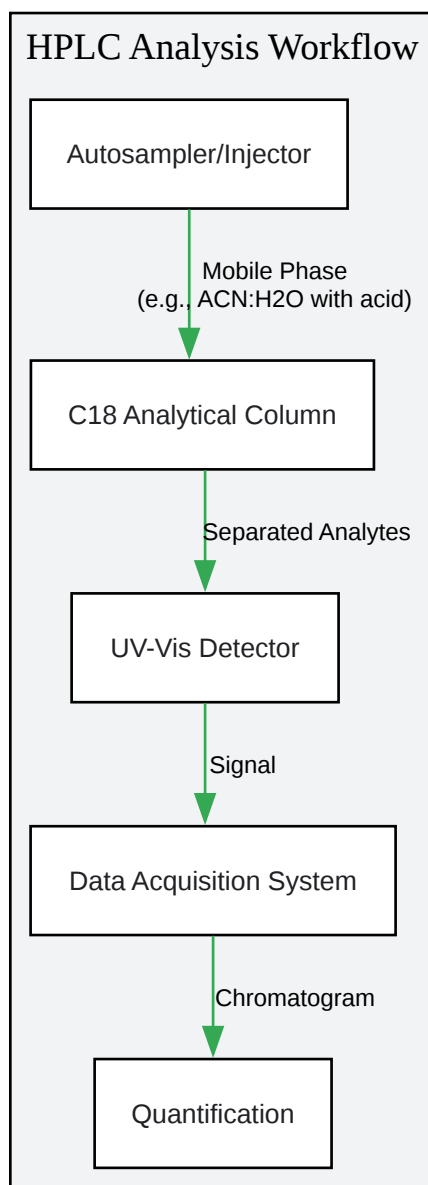 HPLC Analysis Workflow
Autosampler/Injector
Mobile Phase
(e.g., ACN:H2O with acid)
C18 Analytical Column
Separated Analytes
UV-Vis Detector
Signal
Data Acquisition System
Chromatogram
Quantification